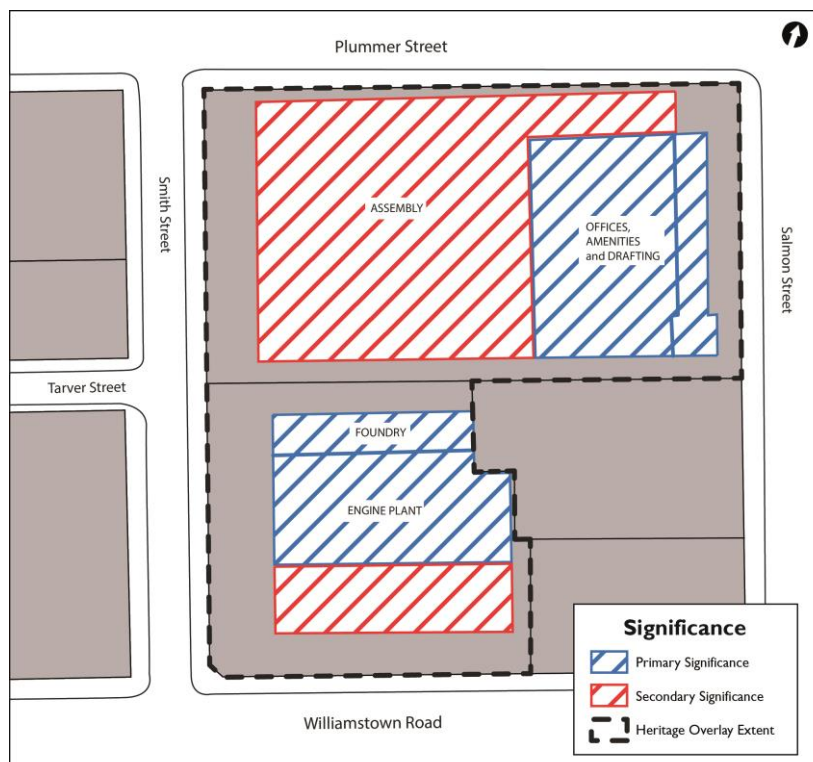 Plummer Street
Smith Street
ASSEMBLY
OFFICES,
AMENITIES
and DRAFTING
Salmon Street
Tarver Street
FOUNDRY
ENGINE PLANT
Significance
Primary Significance
Secondary Significance
Heritage Overlay Extent
Williamstown Road